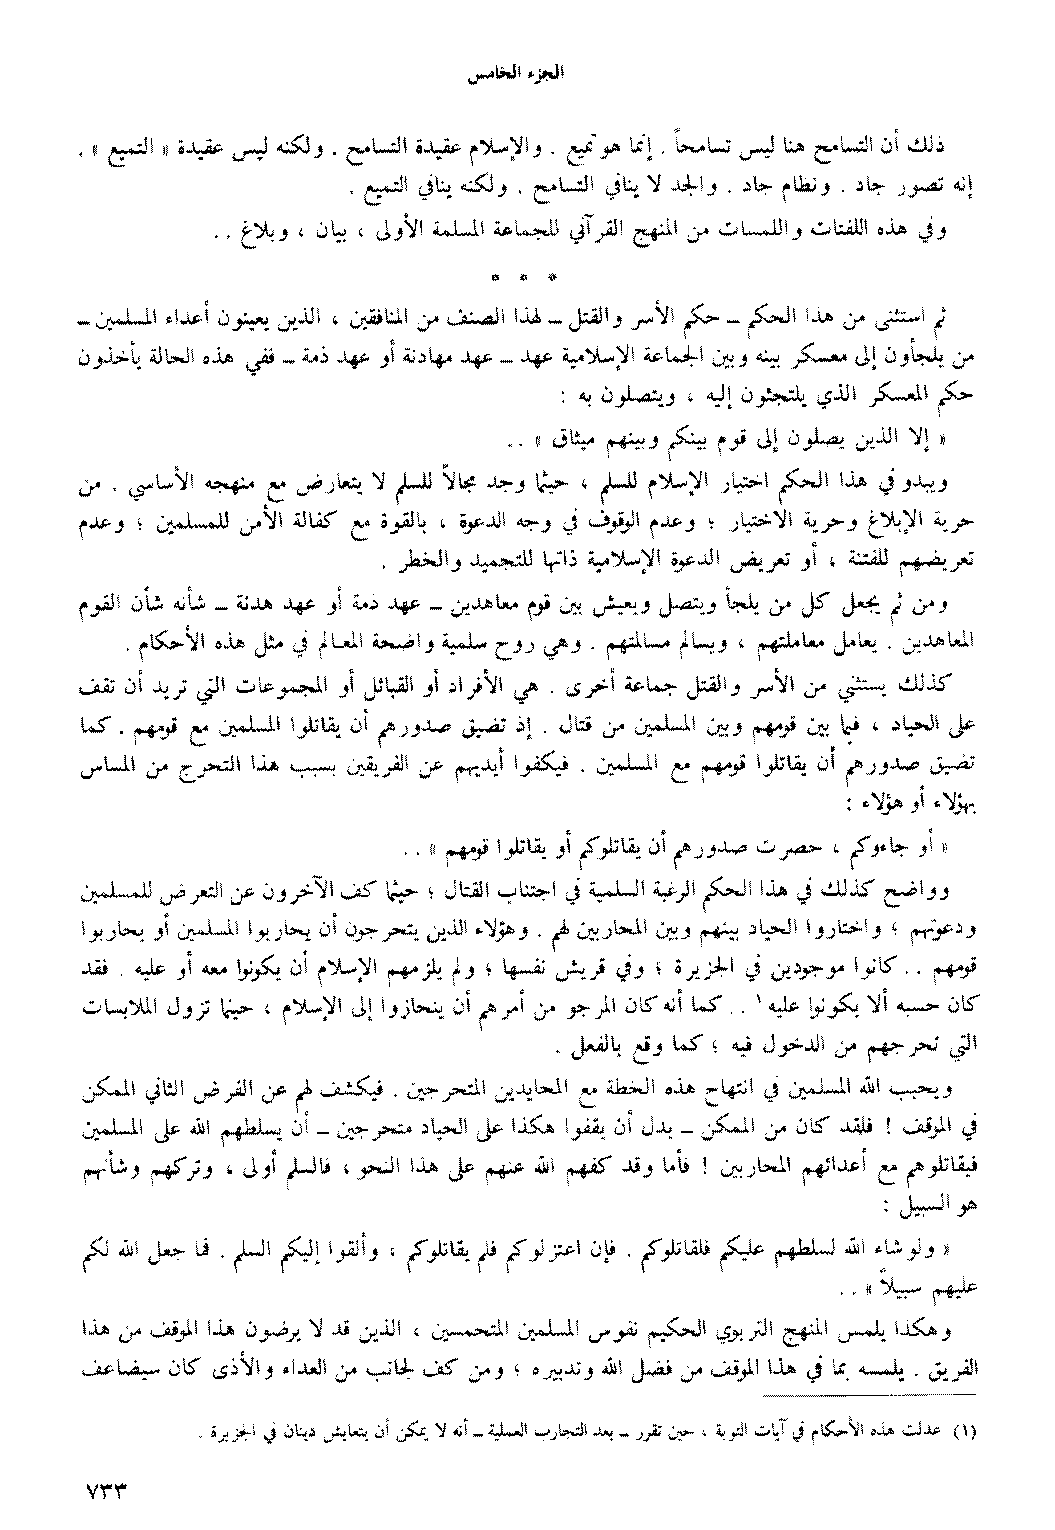 الجزء الخامس
ذلك أن التسامح هنا ليس تسامحاً . إنما هو تميع . والإسلام عقيدة التسامح . ولكنه ليس عقيدة « التميع » .
إنه تصور جاد . ونظام جاد . والجد لا ينافي التسامح . ولكنه ينافي التميع .
وفي هذه اللفتات واللمسات من المنهج القرآني للجماعة المسلمة الأولى ، بيان ، وبلاغ . .
* * *
ثم استثنى من هذا الحكم – حكم الأسر والقتل – لهذا الصنف من المنافقين ، الذين يعينون أعداء المسلمين –
من يلجأون إلى معسكر بينه وبين الجماعة الإسلامية عهد – عهد مهادنة أو عهد ذمة – ففي هذه الحالة يأخذون
حكم المعسكر الذي يلتجئون إليه ، ويتصلون به :
« إلا الذين يصلون إلى قوم بينكم وبينهم ميثاق » . .
ويبدو في هذا الحكم اختيار الإسلام للسلم ، حيثما وجد مجالاً للسلم لا يتعارض مع منهجه الأساسي . من
حرية الإبلاغ وحرية الاختيار ؛ وعدم الوقوف في وجه الدعوة ، بالقوة مع كفالة الأمن للمسلمين ؛ وعدم
تعريضهم للفتنة ، أو تعريض الدعوة الإسلامية ذاتها للتجميد والخطر .
ومن ثم يجعل كل من يلجأ ويتصل ويعيش بين قوم معاهدين – عهد ذمة أو عهد هدنة – شأنه شأن القوم
المعاهدين . يعامل معاملتهم ، ويسالم مسالمتهم . وهي روح سلمية واضحة المعالم في مثل هذه الأحكام .
كذلك يستثني من الأسر والقتل جماعة أخرى . هي الأفراد أو القبائل أو المجموعات التي تريد أن تقف
على الحياد ، فيما بين قومهم وبين المسلمين من قتال . إذ تضيق صدورهم أن يقاتلوا المسلمين مع قومهم . كما
تضيق صدورهم أن يقاتلوا قومهم مع المسلمين . فيكفوا أيديهم عن الفريقين بسبب هذا التحرج من المساس
بهؤلاء أو هؤلاء :
« أو جاءوكم ، حصرت صدورهم أن يقاتلوكم أو يقاتلوا قومهم » . .
وواضح كذلك في هذا الحكم الرغبة السلمية في اجتناب القتال ؛ حيثما كف الآخرون عن التعرض للمسلمين
ودعوتهم ؛ واختاروا الحياد بينهم وبين المحاربين لهم . وهؤلاء الذين يتحرجون أن يحاربوا المسلمين أو يحاربوا
قومهم . . كانوا موجودين في الجزيرة ؛ وفي قريش نفسها ؛ ولم يلزمهم الإسلام أن يكونوا معه أو عليه . فقد
كان حسبه ألا يكونوا عليه ١ . . كما أنه كان المرجو من أمرهم أن ينحازوا إلى الإسلام ، حينما تزول الملابسات
التي تحرجهم من الدخول فيه ؛ كما وقع بالفعل .
ويحبب الله المسلمين في انتهاج هذه الخطة مع المحايدين المتحرجين . فيكشف لهم عن الفرض الثاني الممكن
في الموقف ! فلقد كان من الممكن – بدل أن يقفوا هكذا على الحياد متحرجين – أن يسلطهم الله على المسلمين
فيقاتلوهم مع أعدائهم المحاربين ! فأما وقد كفهم الله عنهم على هذا النحو ، فالسلم أولى ، وتركهم وشأنهم
هو السبيل :
« ولو شاء الله لسلطهم عليكم فلقاتلوكم . فإن اعتزلوكم فلم يقاتلوكم ، وألقوا إليكم السلم . فما جعل الله لكم
عليهم سبيلاً » . .
وهكذا يلمس المنهج التربوي الحكيم نفوس المسلمين المتحمسين ، الذين قد لا يرضون هذا الموقف من هذا
الفريق . يلمسه بما في هذا الموقف من فضل الله وتدبيره ؛ ومن كف لجانب من العداء والأذى كان سيضاعف
(١) عدلت هذه الأحكام في آيات التوبة ، حين تقرر – بعد التجارب العملية – أنه لا يمكن أن يتعايش دينان في الجزيرة .
٧٣٣